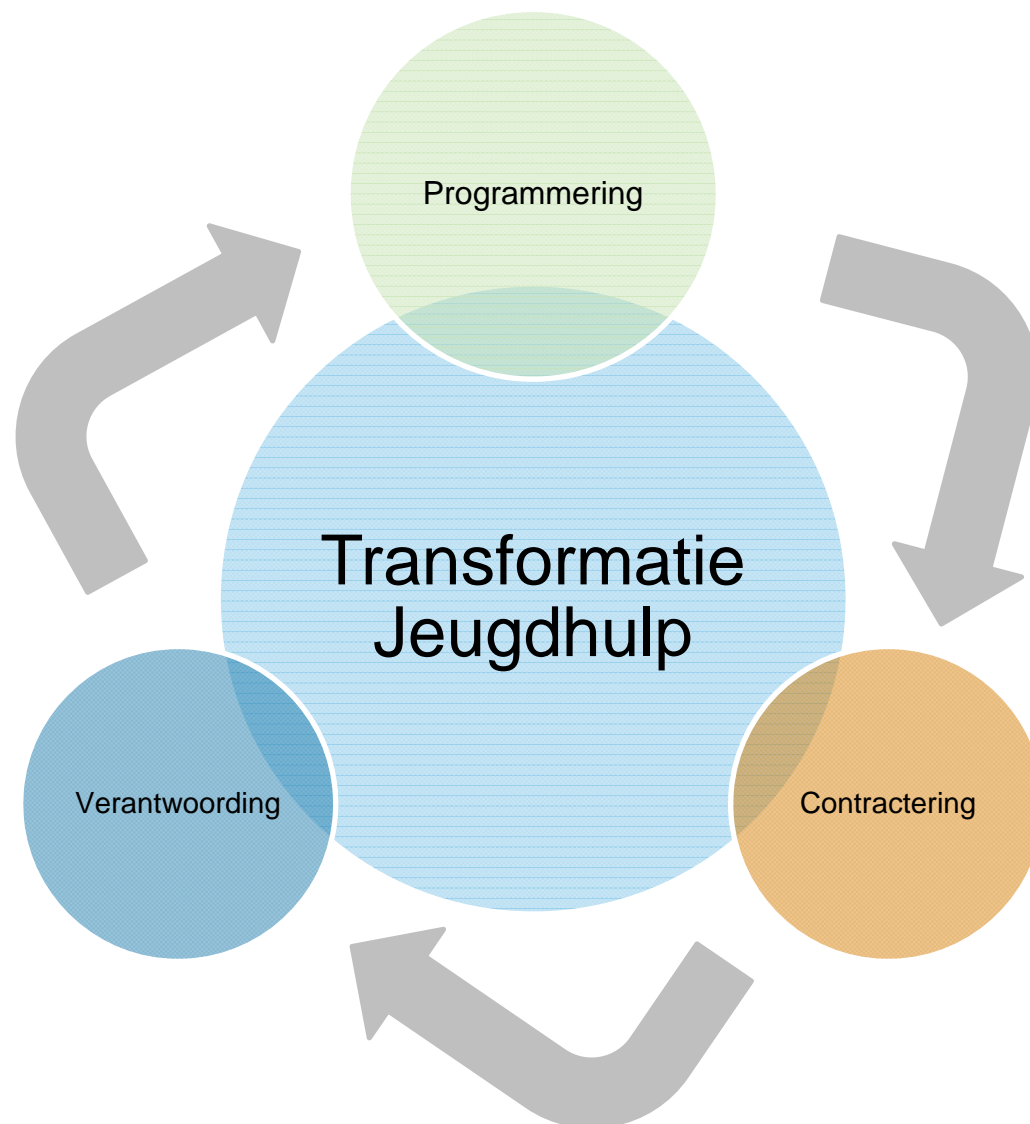 Programmering
Transformatie
Jeugdhulp
Verantwoording
Contractering